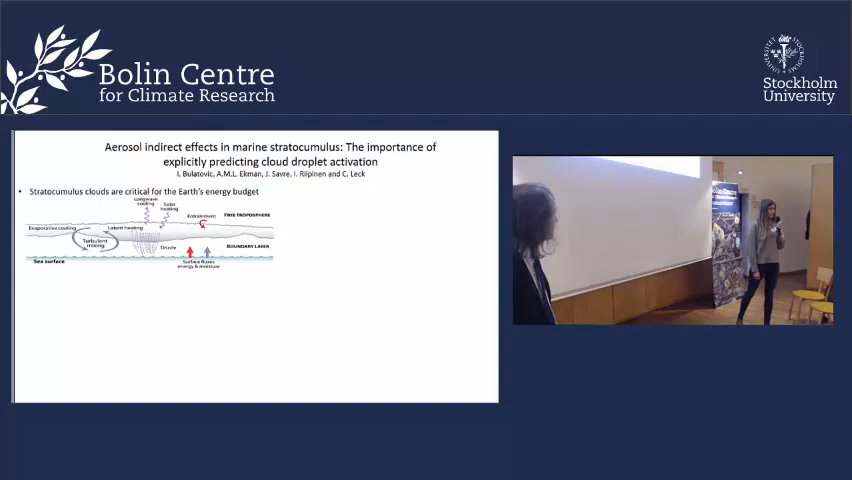 Bolin Centre
for Climate Research
Stockholm
University
Aerosol indirect effects in marine stratocumulus: The importance of
explicitly predicting cloud droplet activation
I. Bulatovic, A.M.L. Ekman, J. Savre, I. Riipinen and C. Leck
• Stratocumulus clouds are critical for the Earth's energy budget
Longwave
cooling
Solar
heating
Entrainment
FREE TROPOSPHERE
Evaporative cooling
Latent heating
Turbulent
mixing
Drizzle
BOUNDARY LAYER
Sea surface
Surface fluxes
energy & moisture
Bolin Centre